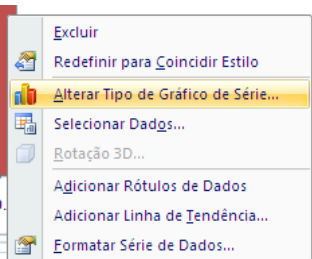 Excluir
Redefinir para Coincidir Estilo
Alterar Tipo de Gráfico de Série...
Selecionar Dados...
Rotação 3D...
Adicionar Rótulos de Dados
Adicionar Linha de Tendência...
Formatar Série de Dados...